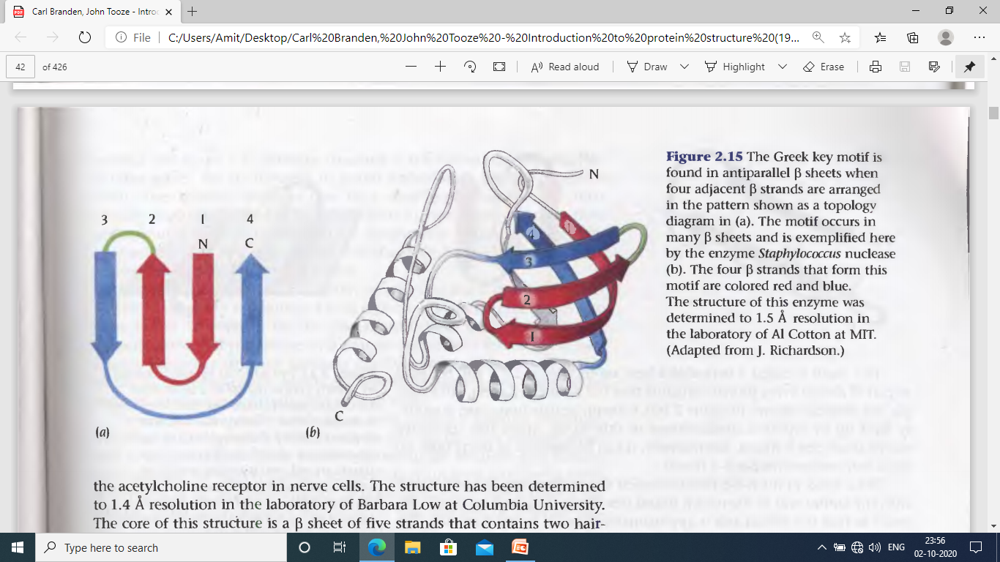 Carl Branden, John Tooze - Intro
File
C:/Users/Amit/Desktop/Carl%20Branden,%20John%20Tooze%20-%20Introduction%20to%20protein%20structure%20(19...
42 of 426
Read aloud
Draw
Highlight
Erase
3 2 1 4
N C
(a)
N
1
4
3
2
1
C
(b)
Figure 2.15 The Greek key motif is
found in antiparallel β sheets when
four adjacent β strands are arranged
in the pattern shown as a topology
diagram in (a). The motif occurs in
many β sheets and is exemplified here
by the enzyme Staphylococcus nuclease
(b). The four β strands that form this
motif are colored red and blue.
The structure of this enzyme was
determined to 1.5 Å resolution in
the laboratory of Al Cotton at MIT.
(Adapted from J. Richardson.)
the acetylcholine receptor in nerve cells. The structure has been determined
to 1.4 Å resolution in the laboratory of Barbara Low at Columbia University.
The core of this structure is a β sheet of five strands that contains two hair-
Type here to search
ENG
23:56
02-10-2020